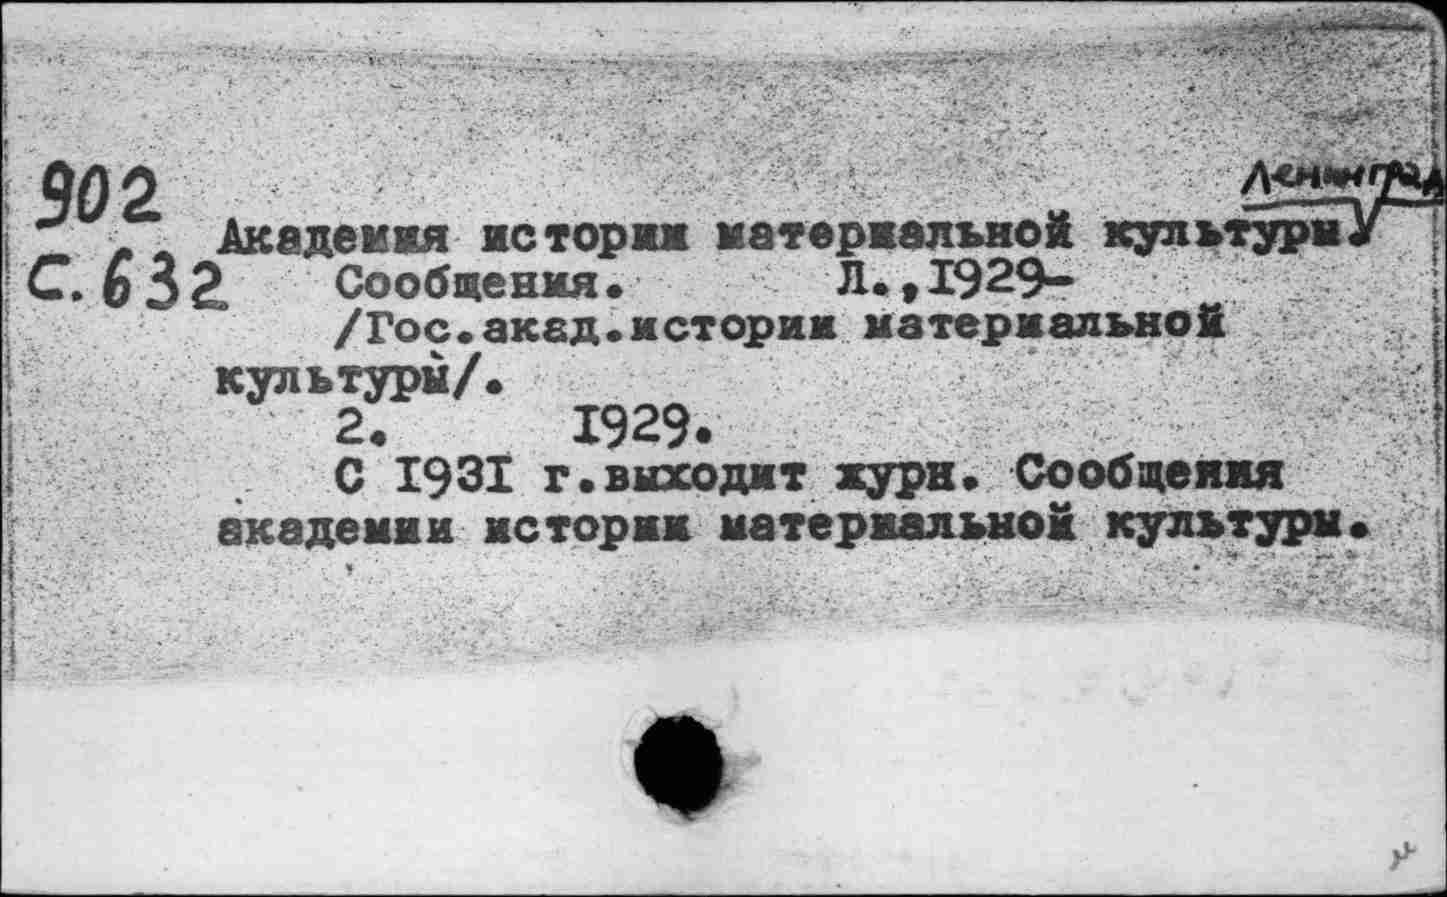 902
Ленинград
Академия истории материальной культуры
С.632
Сообщения. Л.,1929-
/Гос.акад.истории материальной
культуры/.
2. 1929.
С 1931 г.выходит журн. Сообщения
академии истории материальной культуры.
и